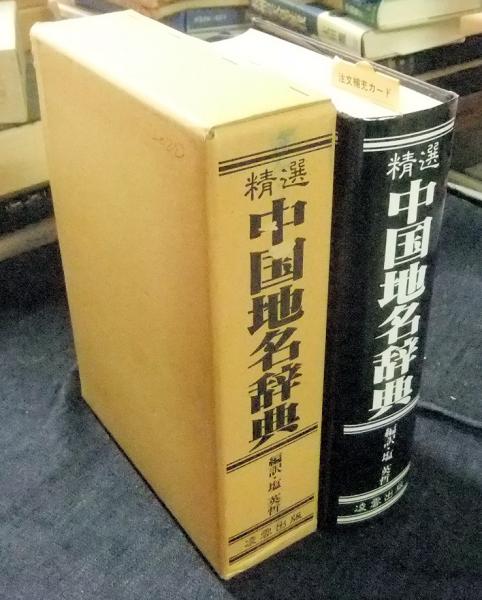 精選
中国地名辞典
編訳・塩 英哲
凌雲出版
注文補充カード
精選
中国地名辞典
編訳・塩 英哲
凌雲出版